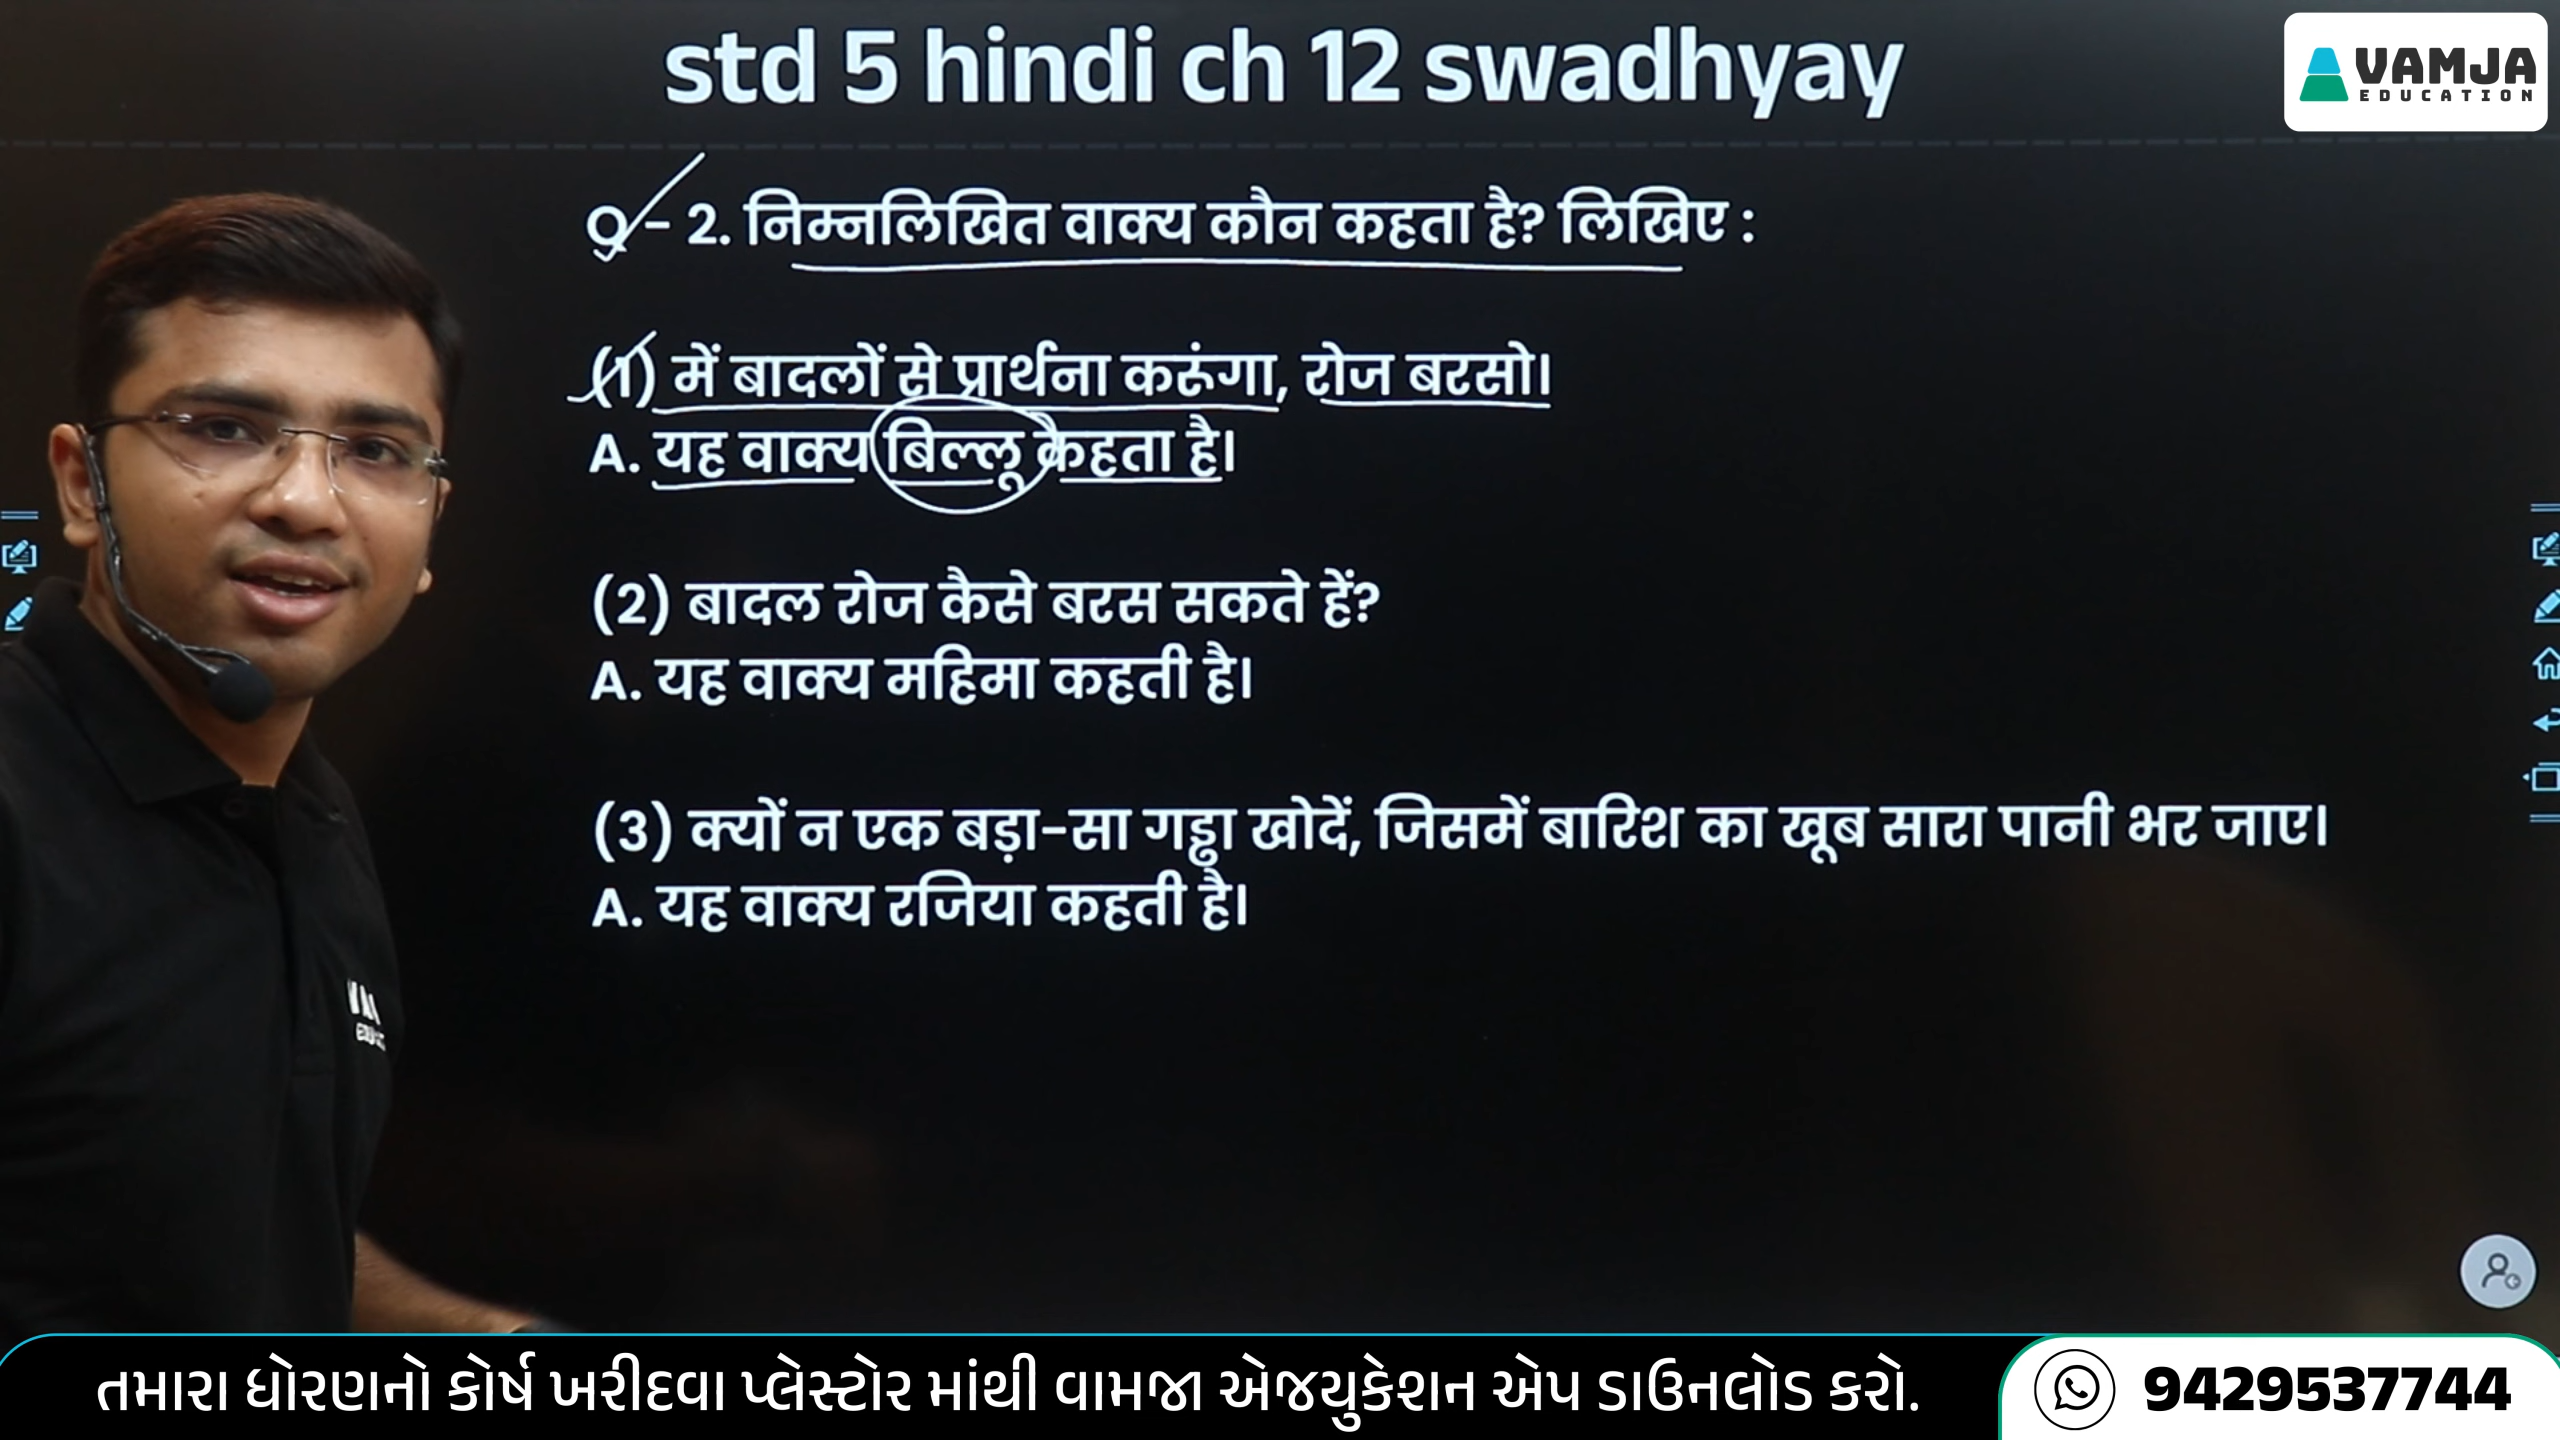 std 5 hindi ch 12 swadhyay
VAMJA
EDUCATION
Q - 2. निम्नलिखित वाक्य कौन कहता है? लिखिए :
(1) में बादलों से प्रार्थना करुंगा, रोज बरसो।
A. यह वाक्य बिल्लू कहता है।
(2) बादल रोज कैसे बरस सकते हें?
A. यह वाक्य महिमा कहती है।
(3) क्यों न एक बड़ा-सा गड्ढा खोदें, जिसमें बारिश का खूब सारा पानी भर जाए।
A. यह वाक्य रजिया कहती है।
તમારા ધોરણનો કોર્ષ ખરીદવા પ્લેસ્ટોર માંથી વામજા એજયુકેશન એપ ડાઉનલોડ કરો.
9429537744